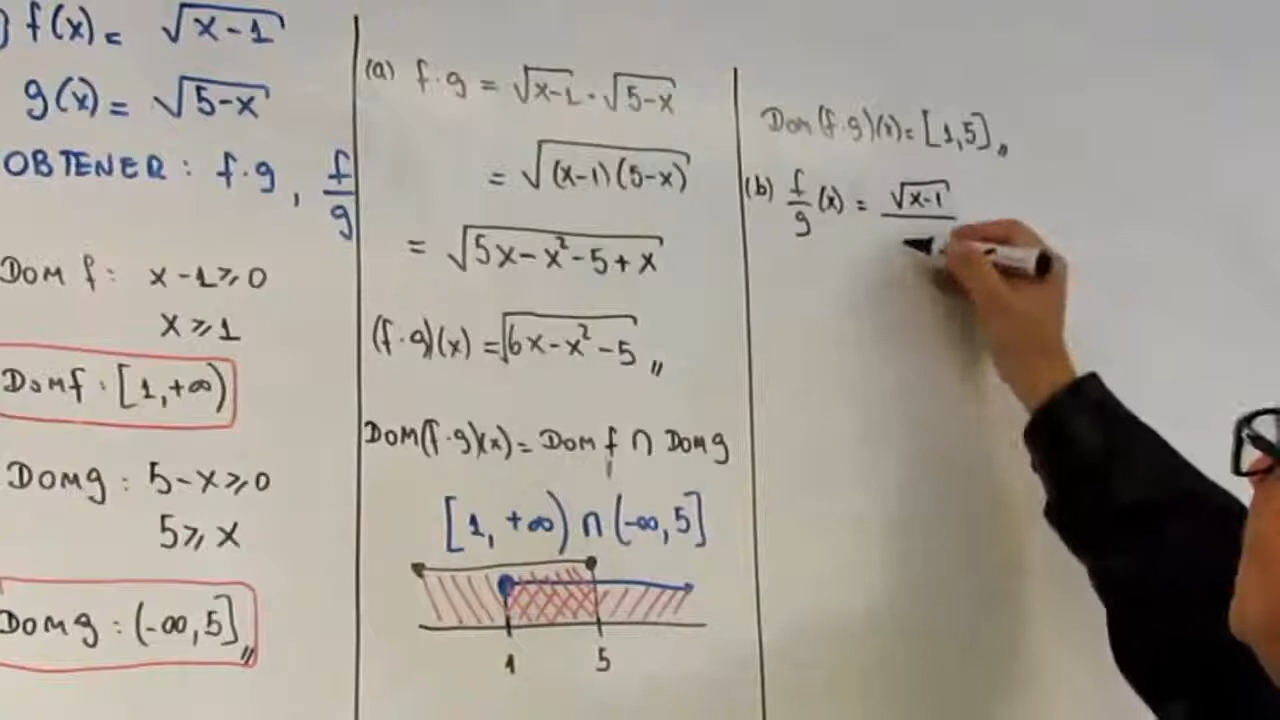 ) f(x) = √(x-1)
g(x) = √(5-x)
OBTENER : f·g , f/g
Dom f : x-1 ≥ 0
x ≥ 1
Dom f : [1, +∞)
Dom g : 5-x ≥ 0
5 ≥ x
Dom g : (-∞, 5] //
(a) f·g = √(x-1) · √(5-x)
= √((x-1)(5-x))
= √(5x-x²-5+x)
(f·g)(x) = √(6x-x²-5) //
Dom(f·g)(x) = Dom f ∩ Dom g
[1, +∞) ∩ (-∞, 5]
1 5
Dom(f·g)(x) = [1,5] //
(b) f/g (x) = √(x-1)